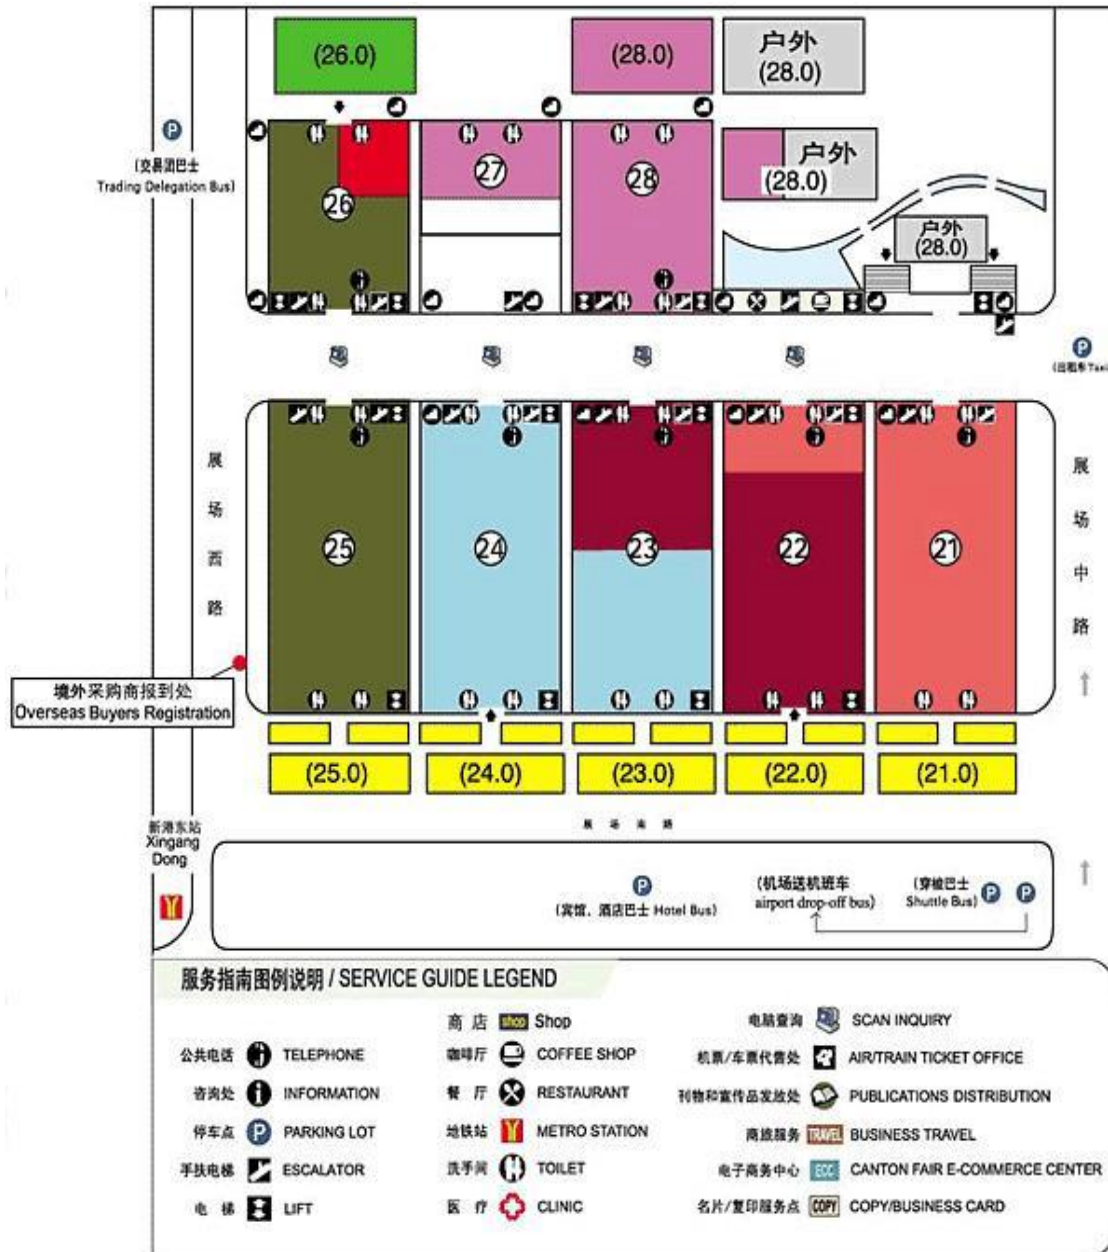 (26.0)
(28.0)
户外
(28.0)
P
(交易团巴士
Trading Delegation Bus)
26
27
28
户外
(28.0)
户外
(28.0)
P
(出租车Taxi
展场西路
25
24
23
22
21
展场中路
境外采购商报到处
Overseas Buyers Registration
(25.0)
(24.0)
(23.0)
(22.0)
(21.0)
新港东站
Xingang
Dong
展场南路
P
(宾馆、酒店巴士 Hotel Bus)
(机场送机班车
airport drop-off bus)
(穿梭巴士
Shuttle Bus)
P
P
服务指南图例说明 / SERVICE GUIDE LEGEND
公共电话 TELEPHONE
咨询处 INFORMATION
停车点 P PARKING LOT
手扶电梯 ESCALATOR
电梯 LIFT
商店 shop Shop
咖啡厅 COFFEE SHOP
餐厅 RESTAURANT
地铁站 METRO STATION
洗手间 TOILET
医疗 CLINIC
电脑查询 SCAN INQUIRY
机票/车票代售处 AIR/TRAIN TICKET OFFICE
刊物和宣传品发放处 PUBLICATIONS DISTRIBUTION
商旅服务 TRAVEL BUSINESS TRAVEL
电子商务中心 ECC CANTON FAIR E-COMMERCE CENTER
名片/复印服务点 COPY COPY/BUSINESS CARD